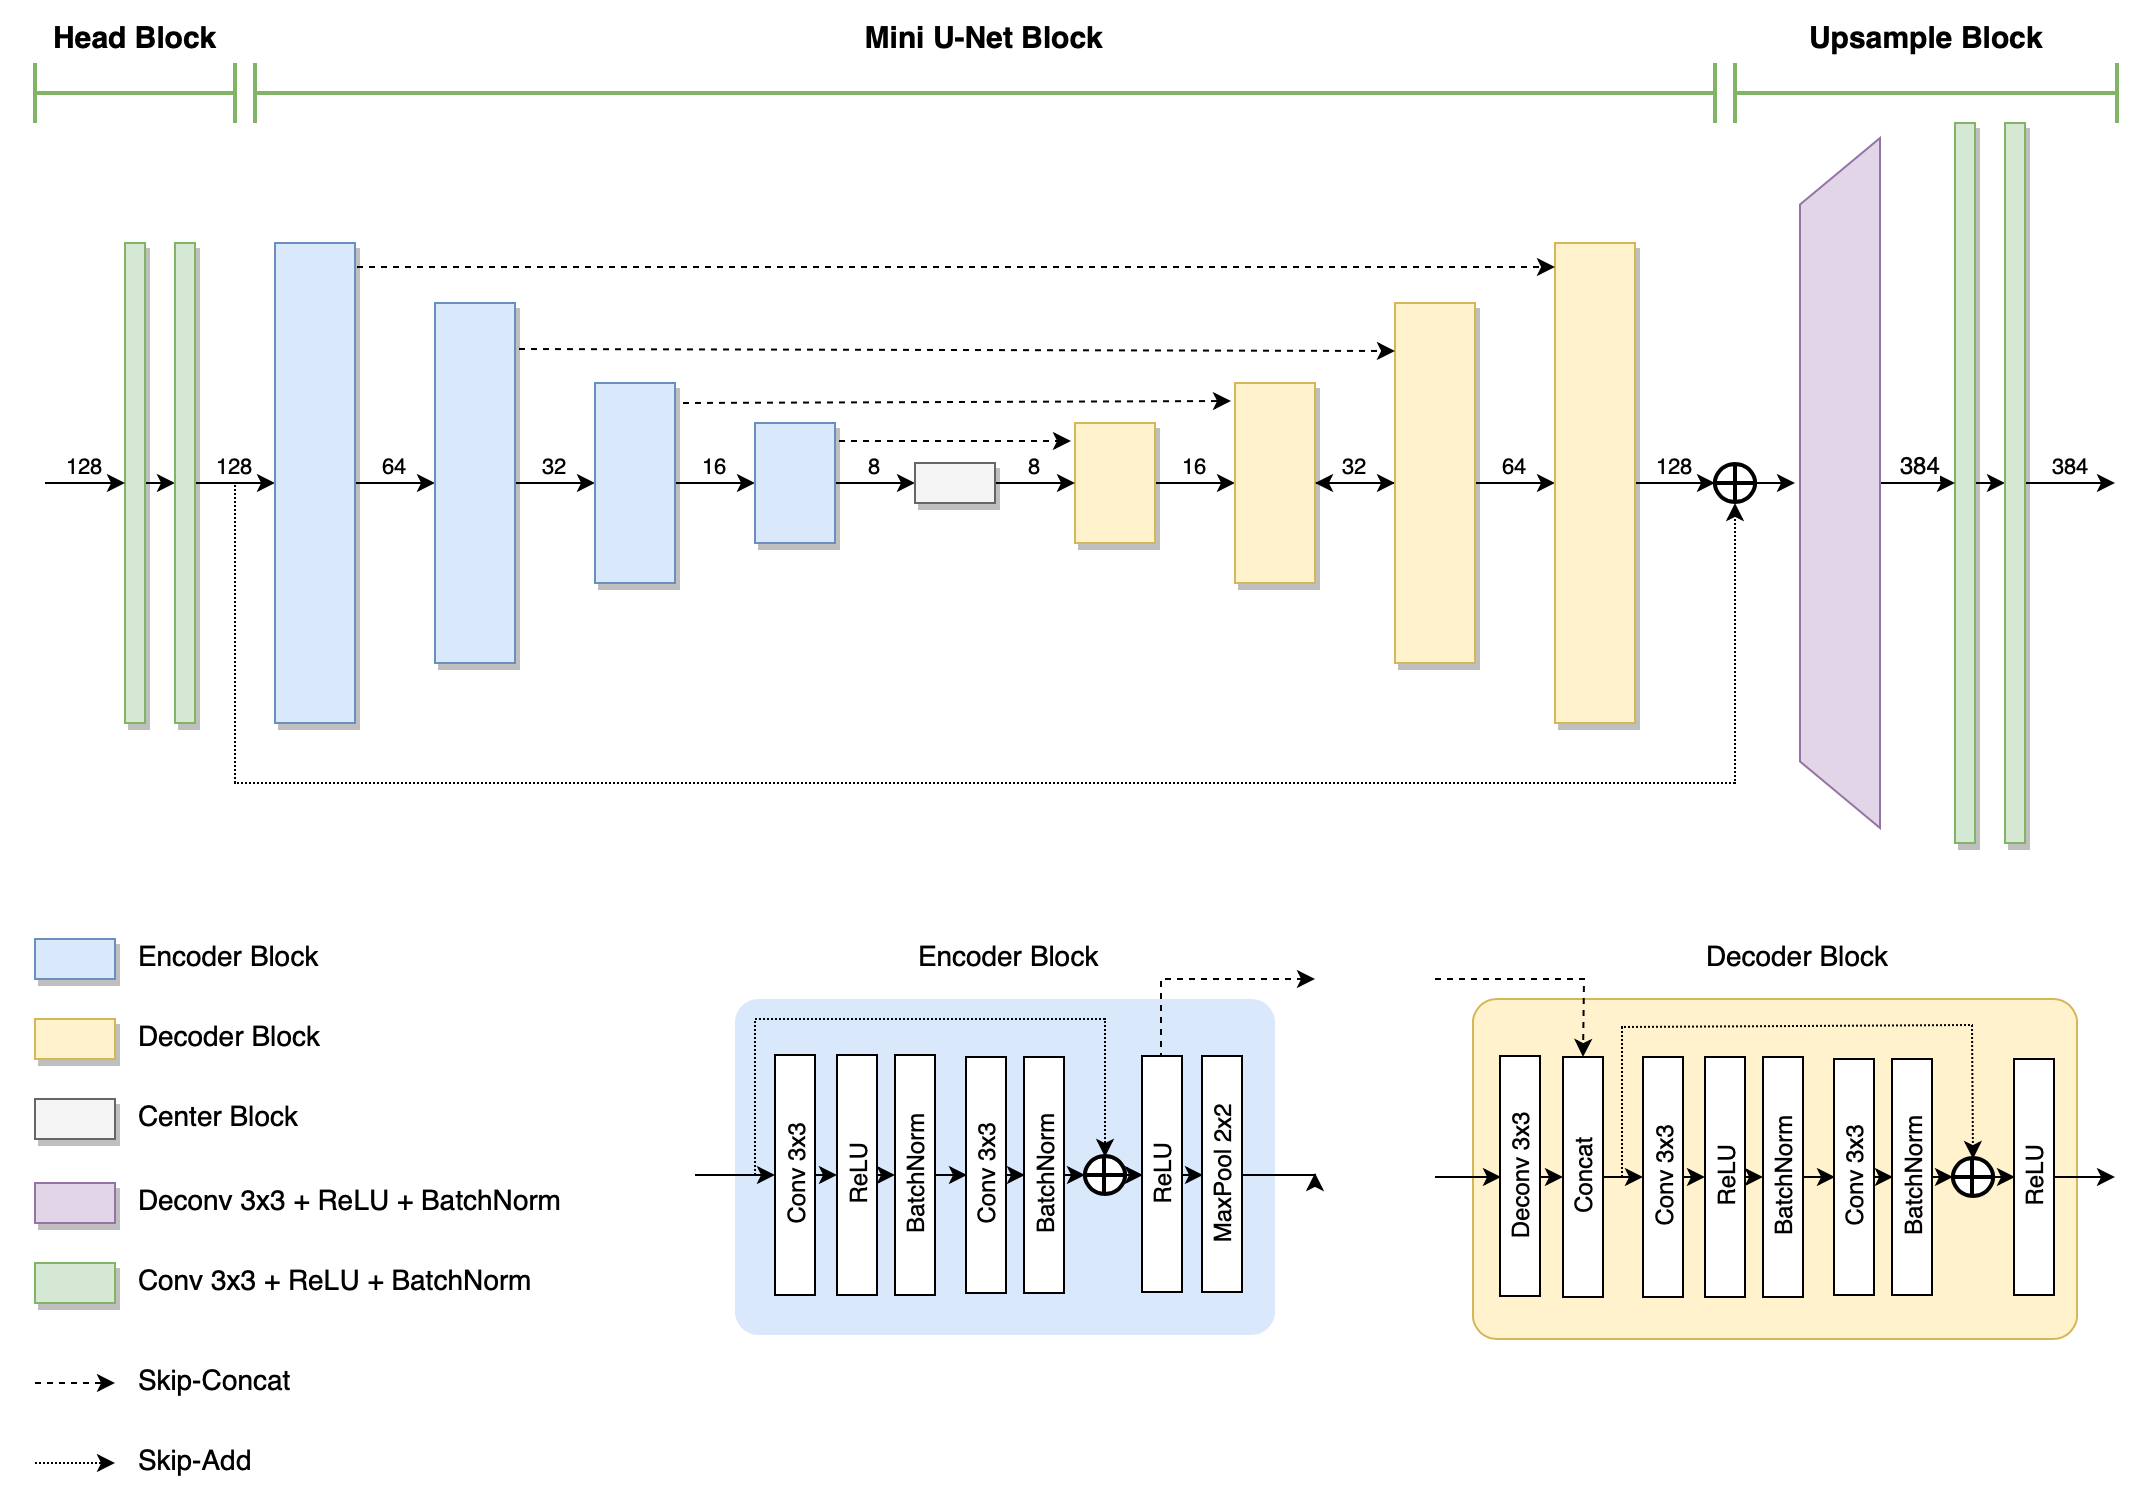 Head Block
Mini U-Net Block
Upsample Block
128
128
64
32
16
8
8
16
32
64
128
384
384
Encoder Block
Decoder Block
Center Block
Deconv 3x3 + ReLU + BatchNorm
Conv 3x3 + ReLU + BatchNorm
Skip-Concat
Skip-Add
Encoder Block
Conv 3x3
ReLU
BatchNorm
Conv 3x3
BatchNorm
ReLU
MaxPool 2x2
Decoder Block
Deconv 3x3
Concat
Conv 3x3
ReLU
BatchNorm
Conv 3x3
BatchNorm
ReLU